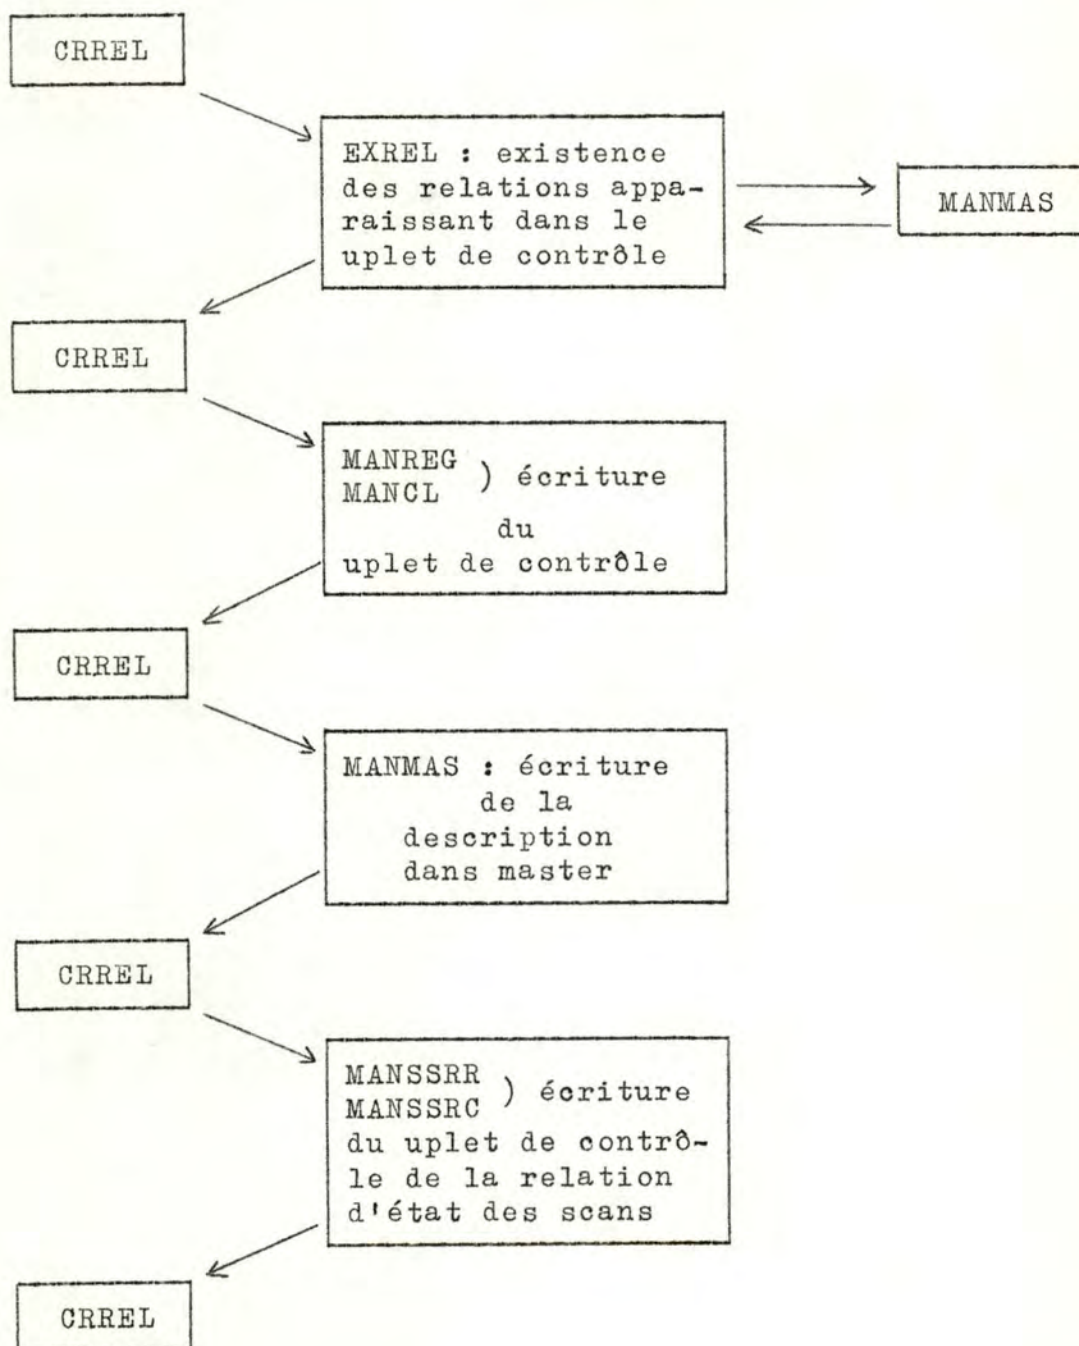 CRREL
EXREL : existence
des relations appa-
raissant dans le
uplet de contrôle
MANMAS
CRREL
MANREG
MANCL ) écriture
du
uplet de contrôle
CRREL
MANMAS : écriture
de la
description
dans master
CRREL
MANSSRR
MANSSRC ) écriture
du uplet de contrô-
le de la relation
d'état des scans
CRREL